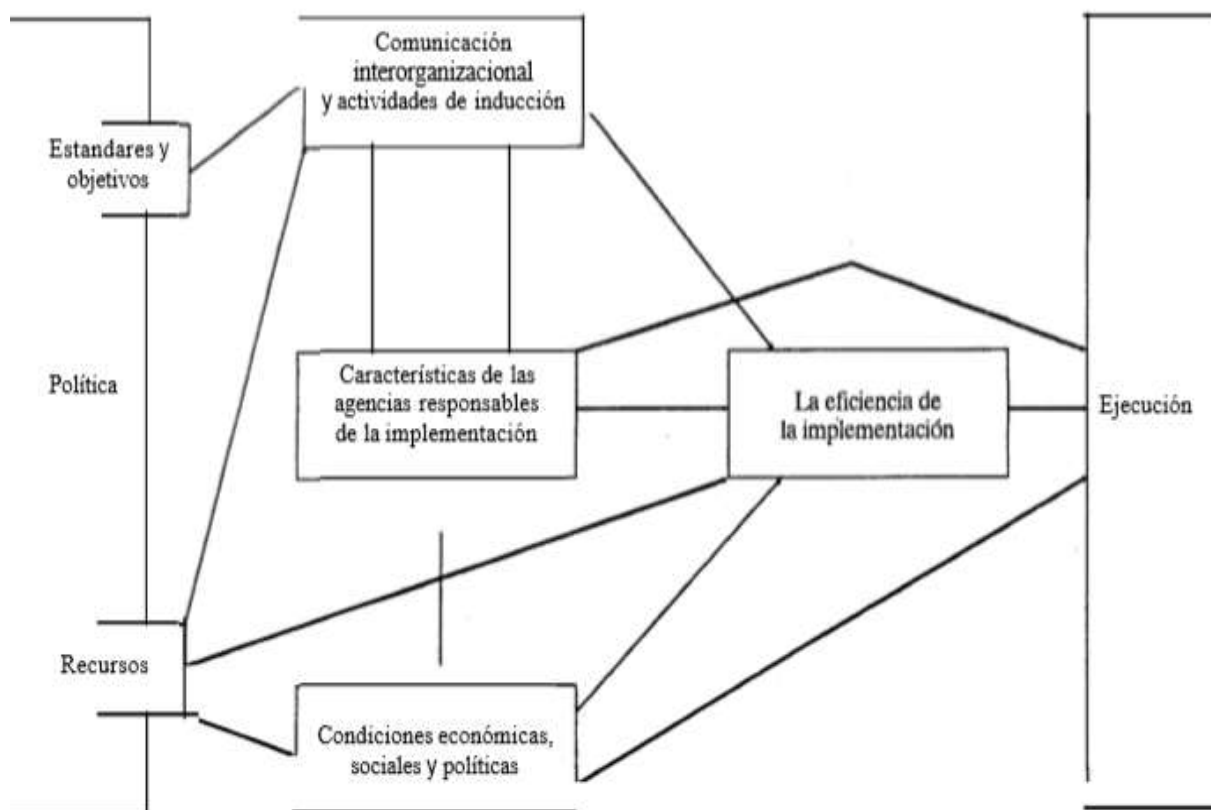 Comunicación
interorganizacional
y actividades de inducción
Estandares y
objetivos
Política
Características de las
agencias responsables
de la implementación
La eficiencia de
la implementación
Ejecución
Recursos
Condiciones económicas,
sociales y políticas